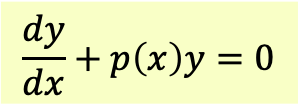 dy/dx + p(x)y = 0